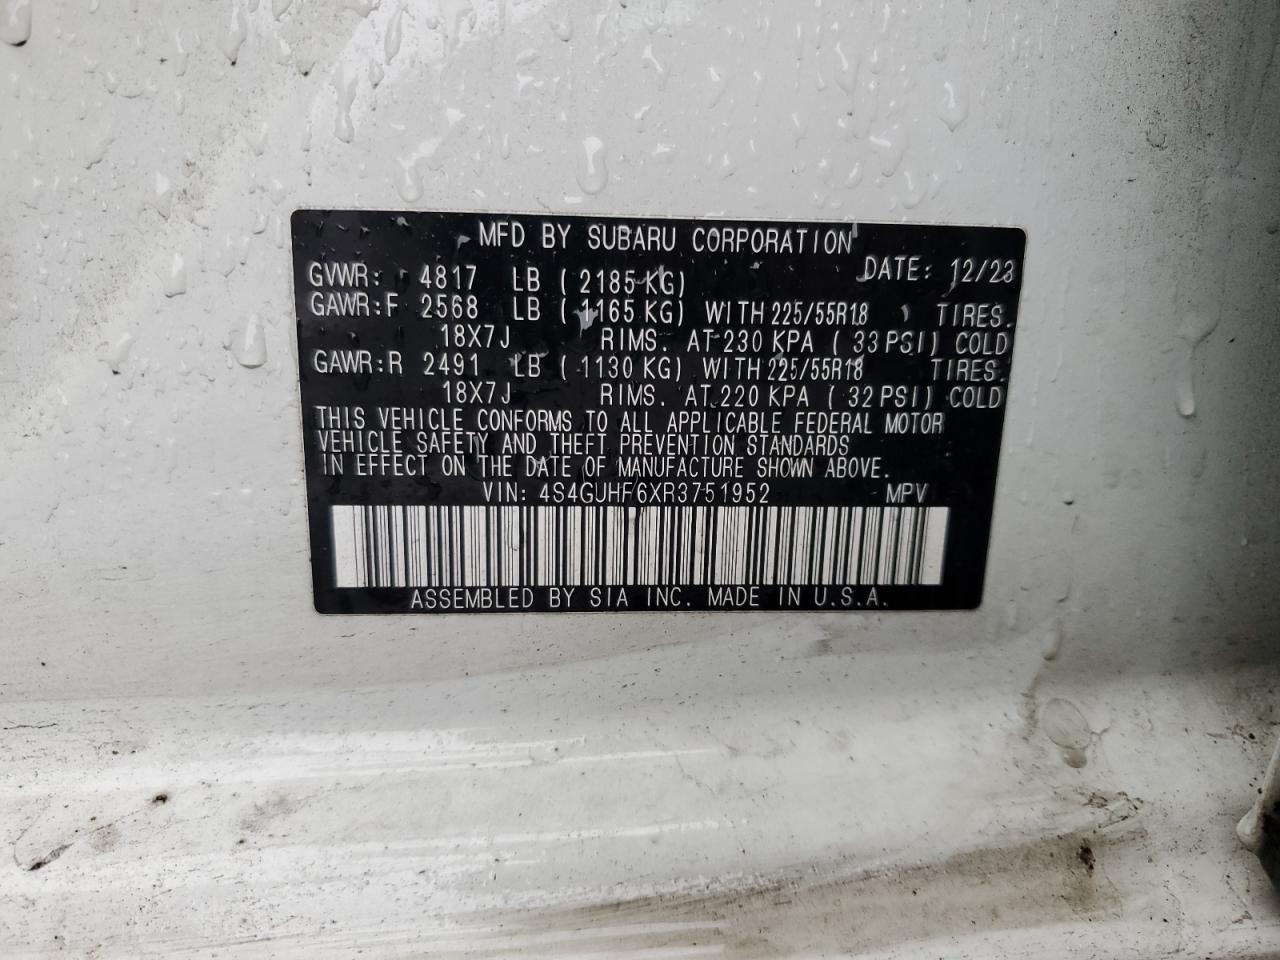 MFD BY SUBARU CORPORATION
GVWR: 4817 LB ( 2185 KG) DATE: 12/23
GAWR:F 2568 LB ( 1165 KG) WITH 225/55R18 TIRES.
18X7J RIMS. AT 230 KPA ( 33 PSI) COLD
GAWR:R 2491 LB ( 1130 KG) WITH 225/55R18 TIRES.
18X7J RIMS. AT 220 KPA ( 32 PSI) COLD
THIS VEHICLE CONFORMS TO ALL APPLICABLE FEDERAL MOTOR
VEHICLE SAFETY AND THEFT PREVENTION STANDARDS
IN EFFECT ON THE DATE OF MANUFACTURE SHOWN ABOVE.
VIN: 4S4GUHF6XR3751952 MPV
ASSEMBLED BY SIA INC. MADE IN U.S.A.